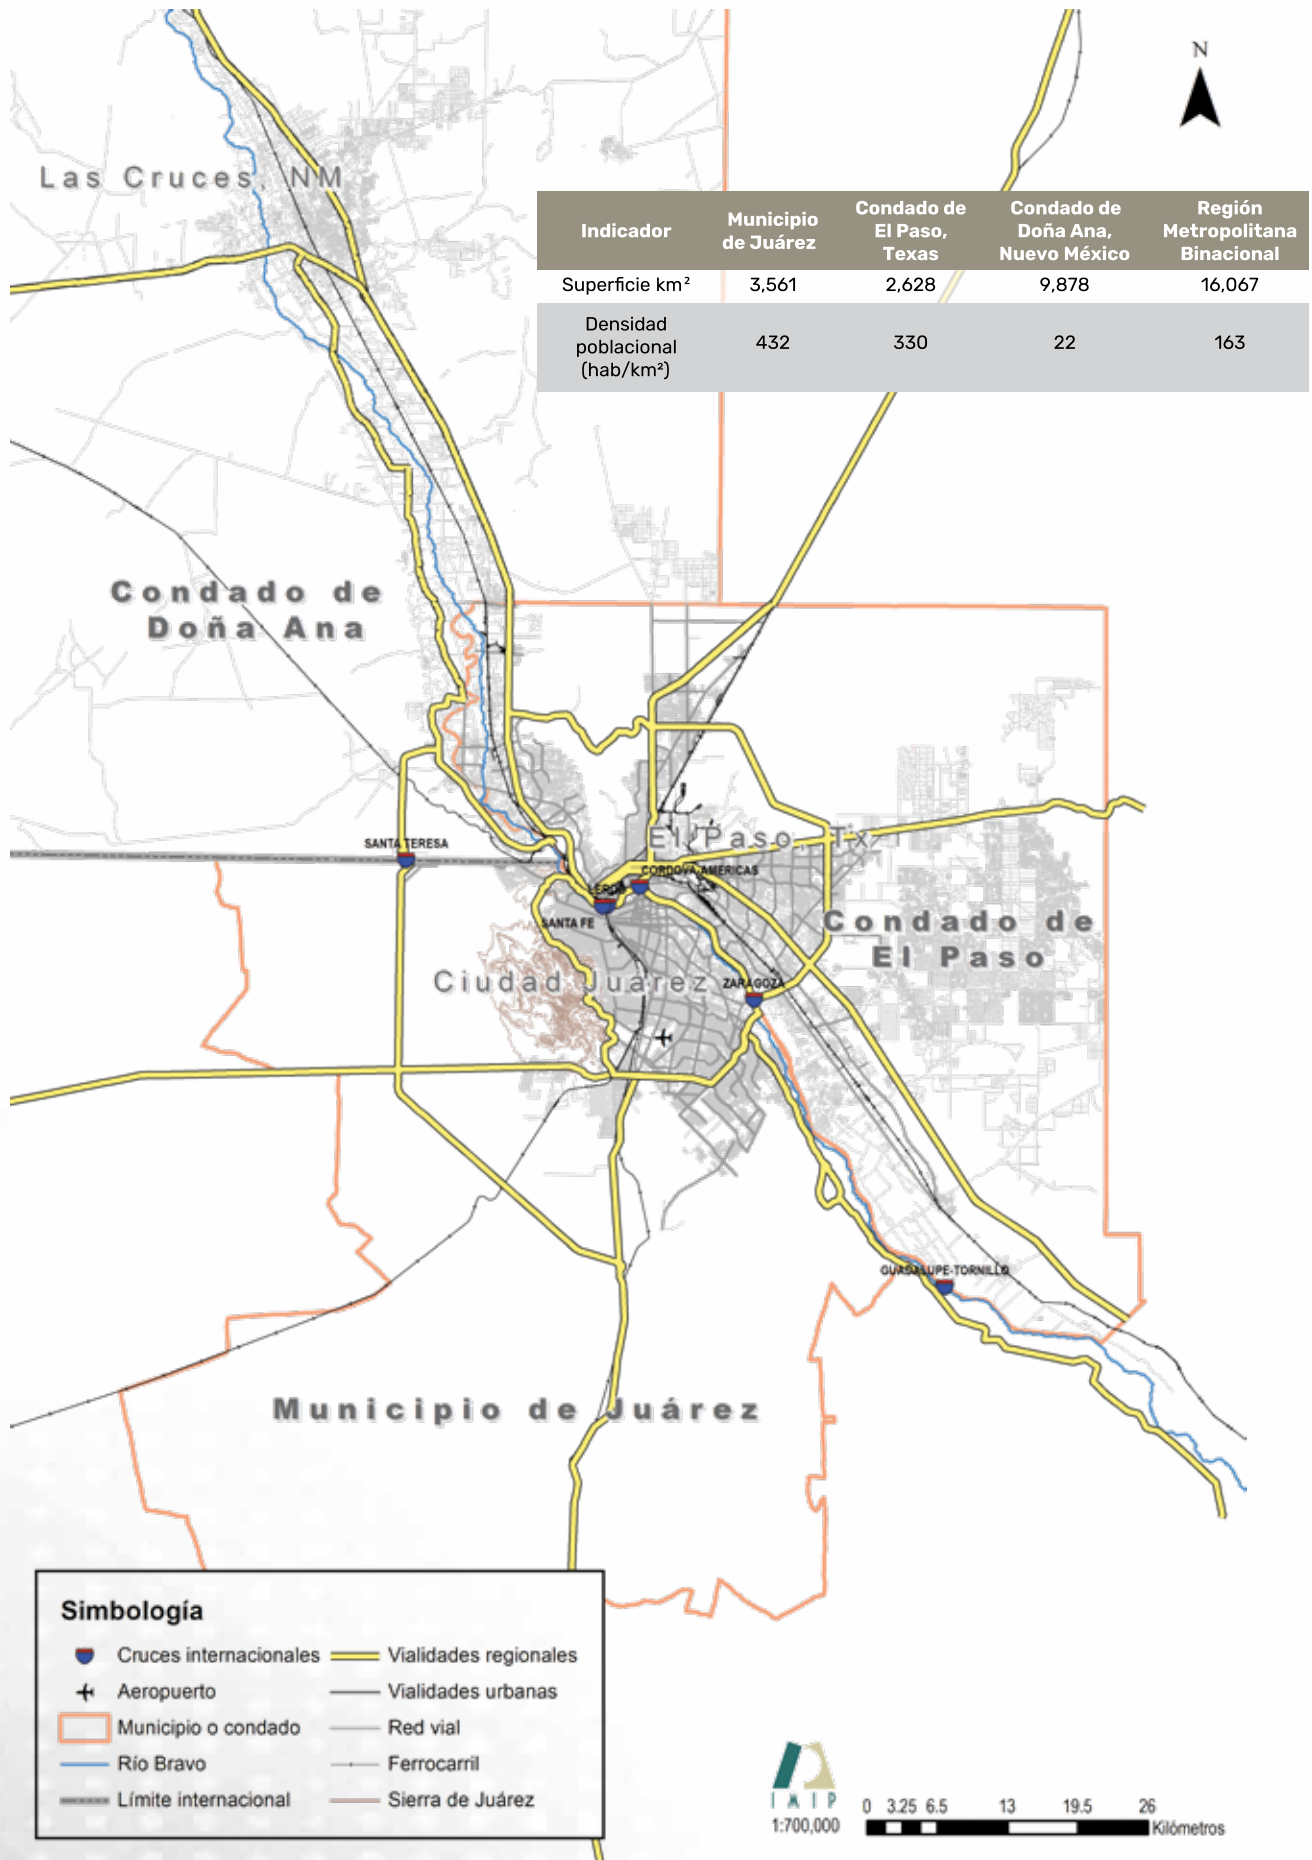 N
Las Cruces, NM
Indicador
Municipio
de Juárez
Condado de
El Paso,
Texas
Condado de
Doña Ana,
Nuevo México
Región
Metropolitana
Binacional
Superficie km²
3,561
2,628
9,878
16,067
Densidad
poblacional
(hab/km²)
432
330
22
163
Condado de
Doña Ana
El Paso, Tx
SANTA TERESA
CORDOVA-AMERICAS
LERDO
SANTA FE
Condado de
El Paso
Ciudad Juárez
ZARAGOZA
GUADALUPE-TORNILLO
Municipio de Juárez
Simbología
Cruces internacionales
Vialidades regionales
Aeropuerto
Vialidades urbanas
Municipio o condado
Red vial
Río Bravo
Ferrocarril
Límite internacional
Sierra de Juárez
IMIP
1:700,000
0 3.25 6.5 13 19.5 26
Kilómetros